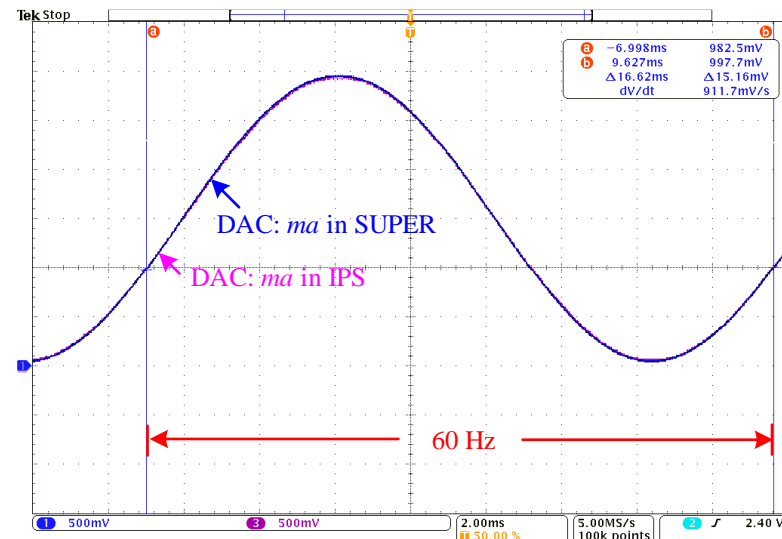 Tek Stop
a
T
b
a -6.998ms 982.5mV
b 9.627ms 997.7mV
Δ16.62ms Δ15.16mV
dV/dt 911.7mV/s
DAC: ma in SUPER
DAC: ma in IPS
1
60 Hz
1 500mV 3 500mV 2.00ms 5.00MS/s 2 2.40 V
T 50.00 % 100k points